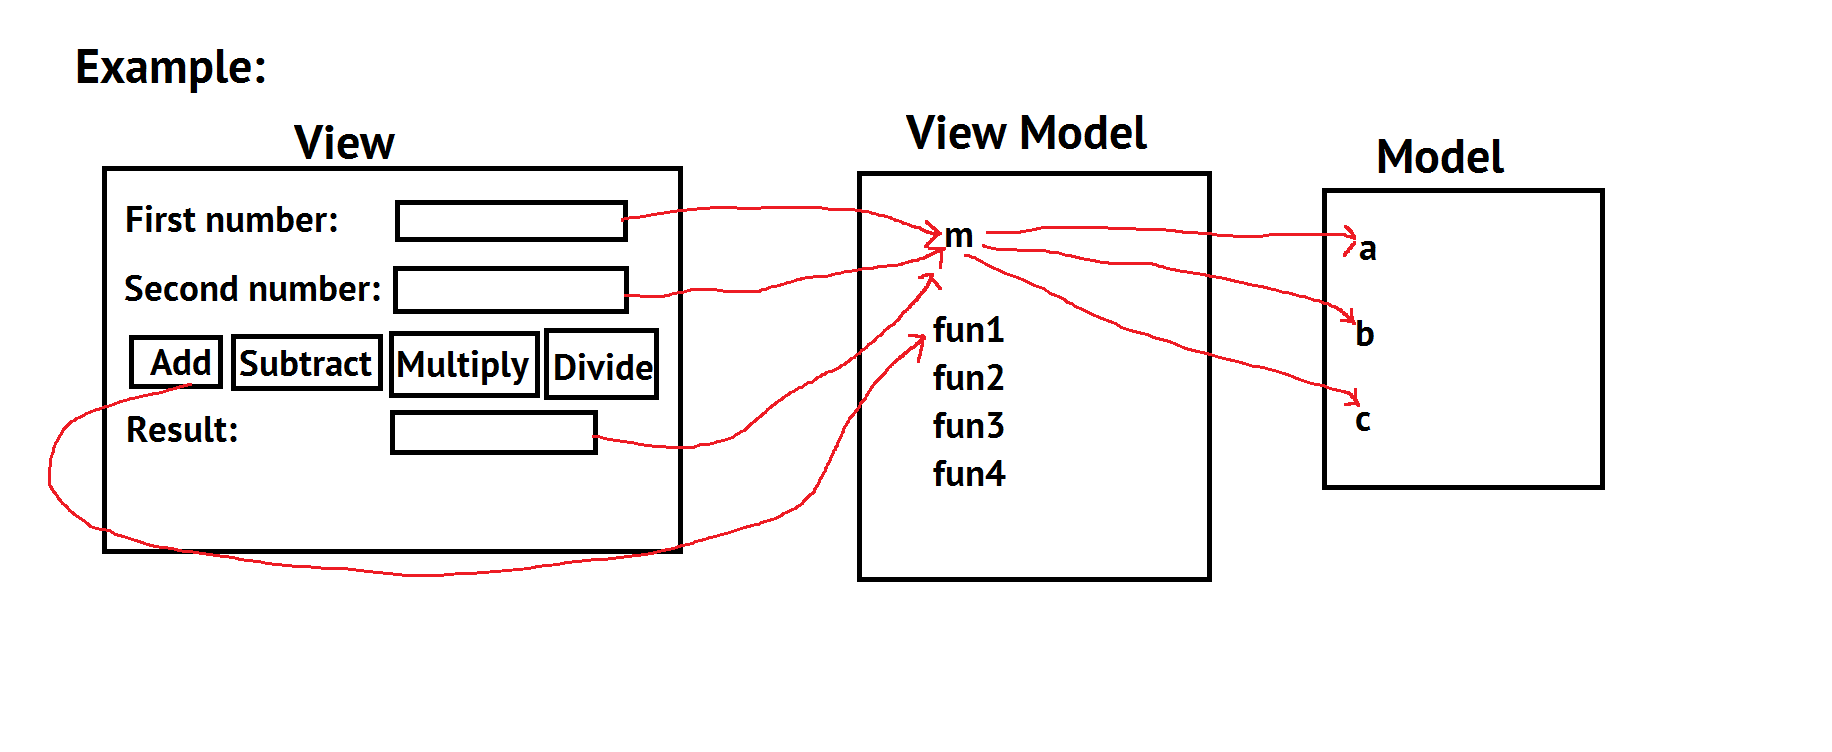 Example:
View
First number:
Second number:
Add Subtract Multiply Divide
Result:
View Model
m
fun1
fun2
fun3
fun4
Model
a
b
c